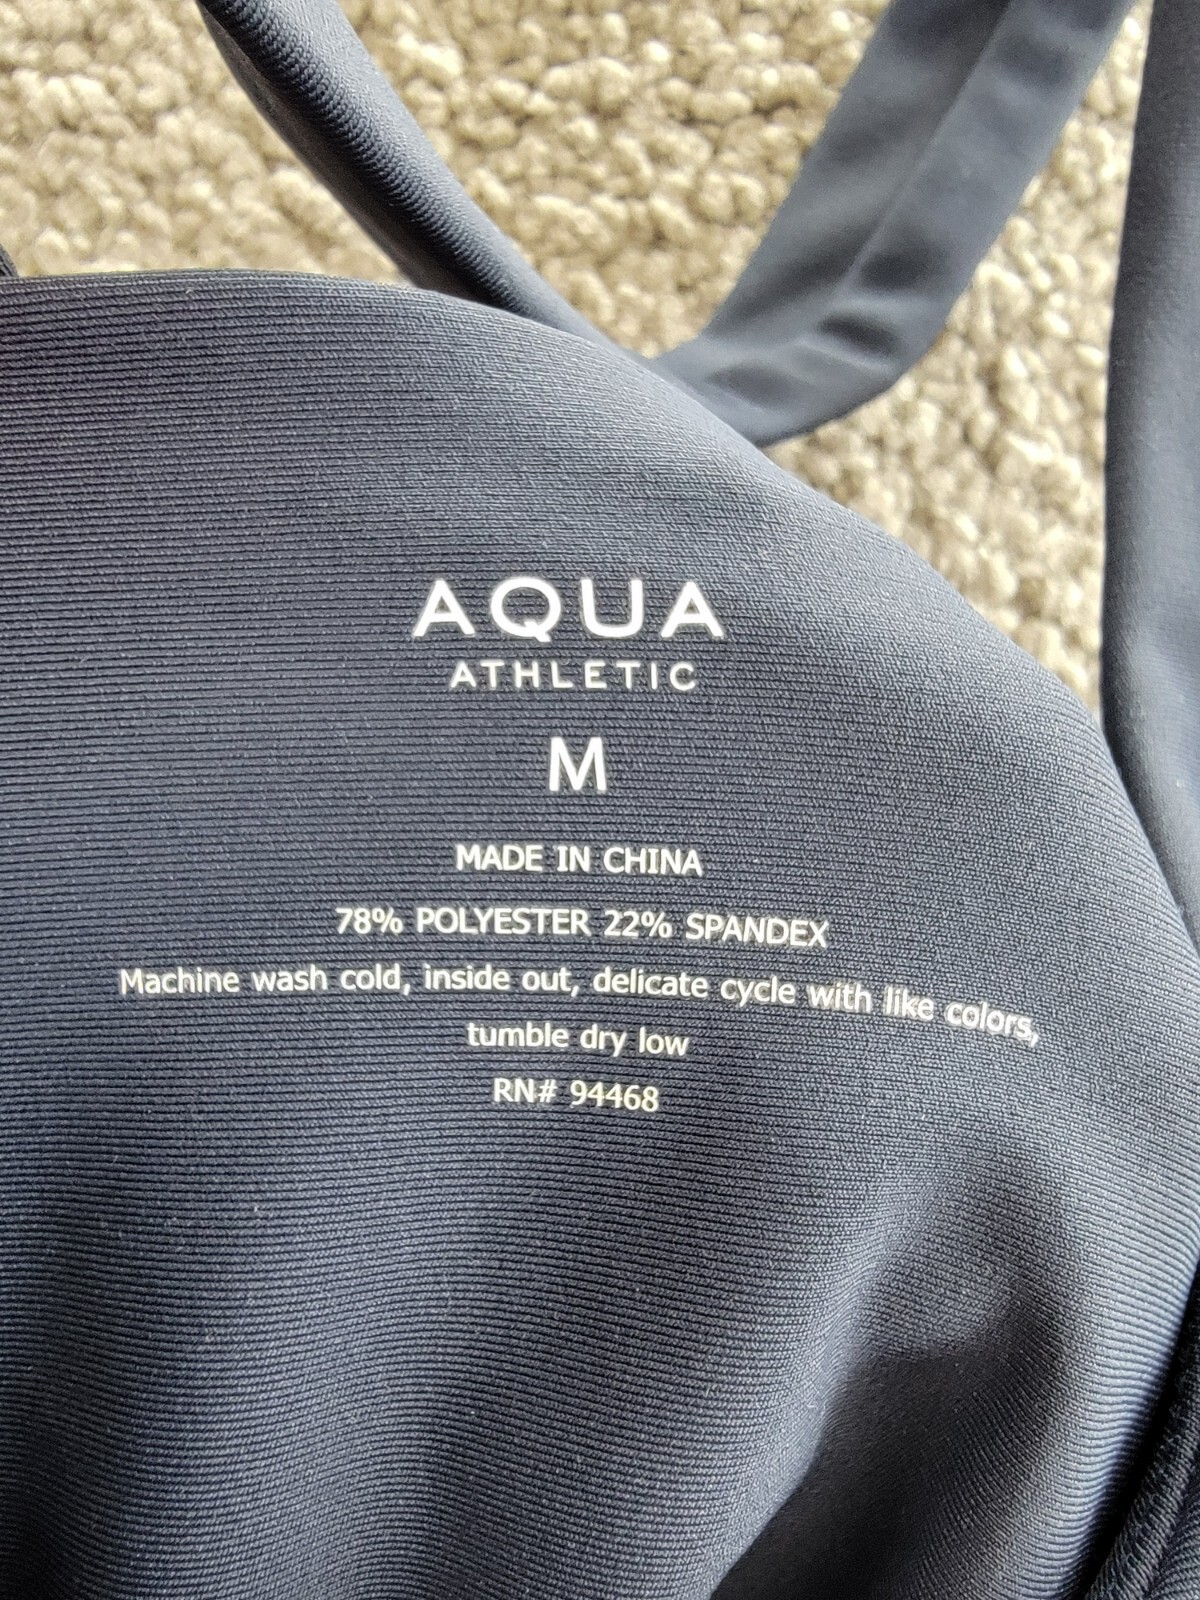 AQUA
ATHLETIC
M
MADE IN CHINA
78% POLYESTER 22% SPANDEX
Machine wash cold, inside out, delicate cycle with like colors,
tumble dry low
RN# 94468